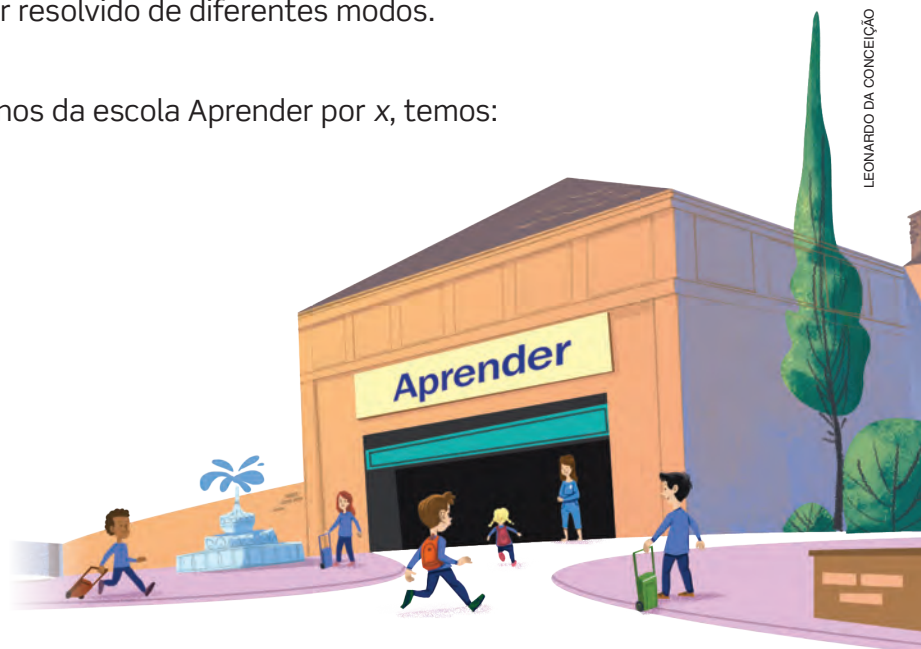 r resolvido de diferentes modos.
nos da escola Aprender por x, temos:
LEONARDO DA CONCEIÇÃO
Aprender